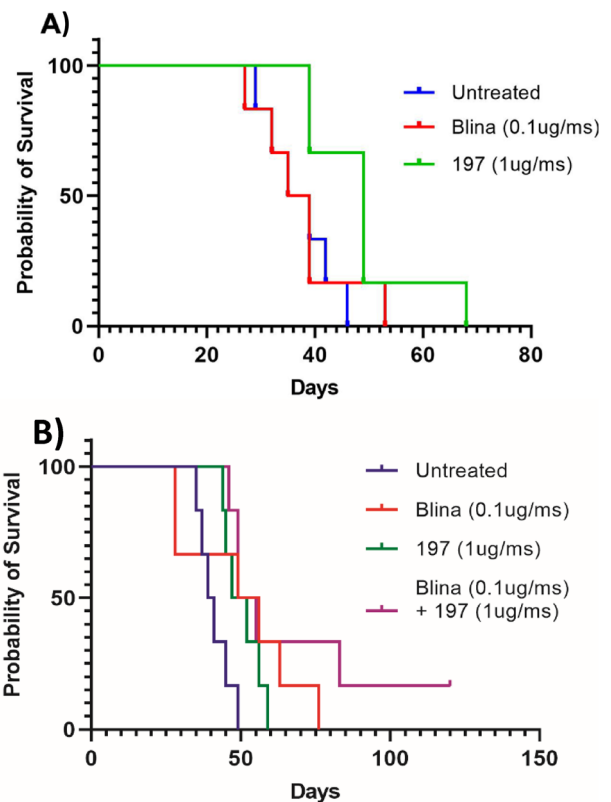 A)
Probability of Survival
100
50
0
0 20 40 60 80
Days
Untreated
Blina (0.1ug/ms)
197 (1ug/ms)
B)
Probability of Survival
100
50
0
0 50 100 150
Days
Untreated
Blina (0.1ug/ms)
197 (1ug/ms)
Blina (0.1ug/ms)
+ 197 (1ug/ms)